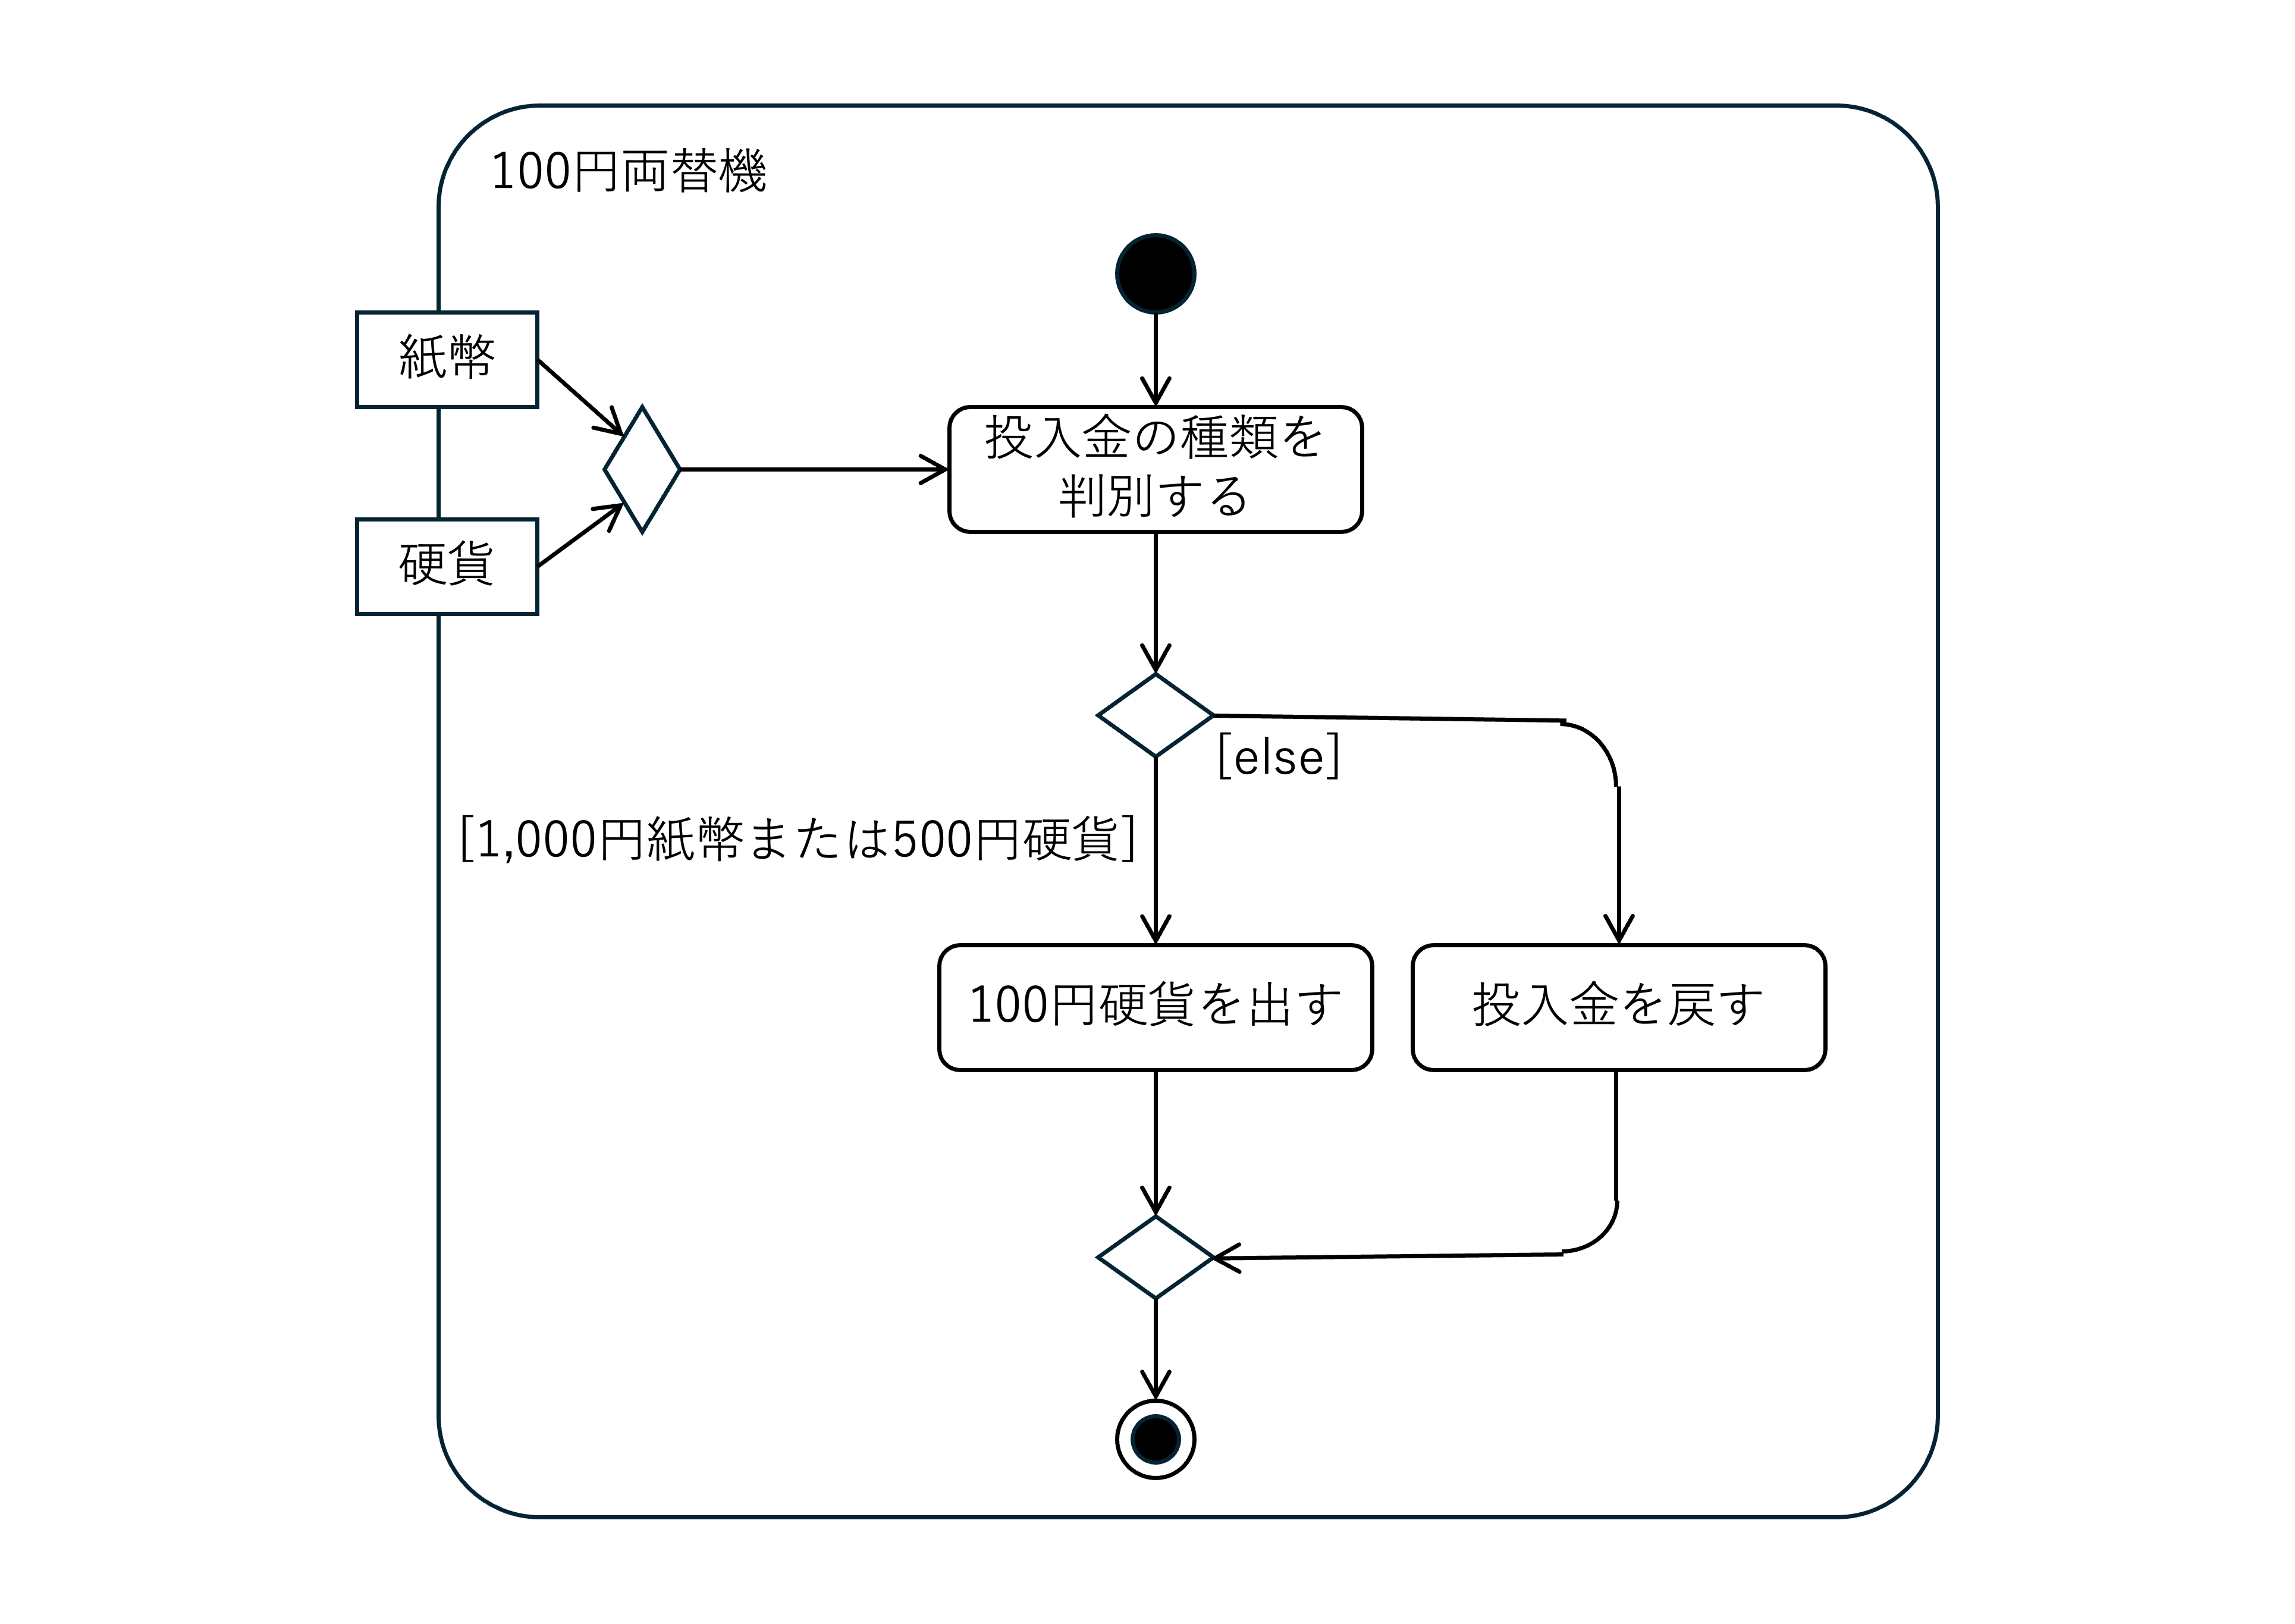 100円両替機
紙幣
硬貨
投入金の種類を
判別する
[else]
[1,000円紙幣または500円硬貨]
100円硬貨を出す
投入金を戻す